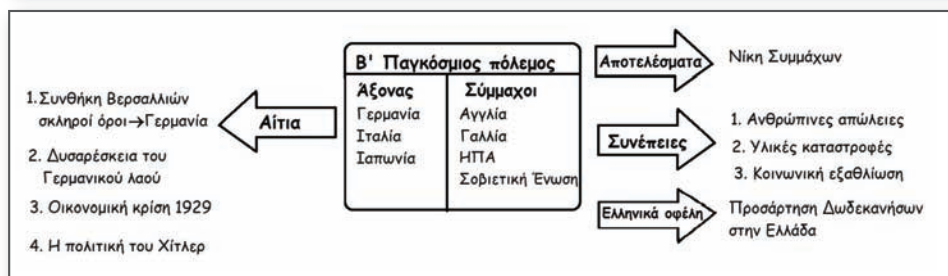 Β' Παγκόσμιος πόλεμος
Άξονας
Γερμανία
Ιταλία
Ιαπωνία
Σύμμαχοι
Αγγλία
Γαλλία
ΗΠΑ
Σοβιετική Ένωση
Αίτια
1. Συνθήκη Βερσαλλιών
σκληροί όροι→Γερμανία
2. Δυσαρέσκεια του
Γερμανικού λαού
3. Οικονομική κρίση 1929
4. Η πολιτική του Χίτλερ
Αποτελέσματα
Νίκη Συμμάχων
Συνέπειες
1. Ανθρώπινες απώλειες
2. Υλικές καταστροφές
3. Κοινωνική εξαθλίωση
Ελληνικά οφέλη
Προσάρτηση Δωδεκανήσων
στην Ελλάδα